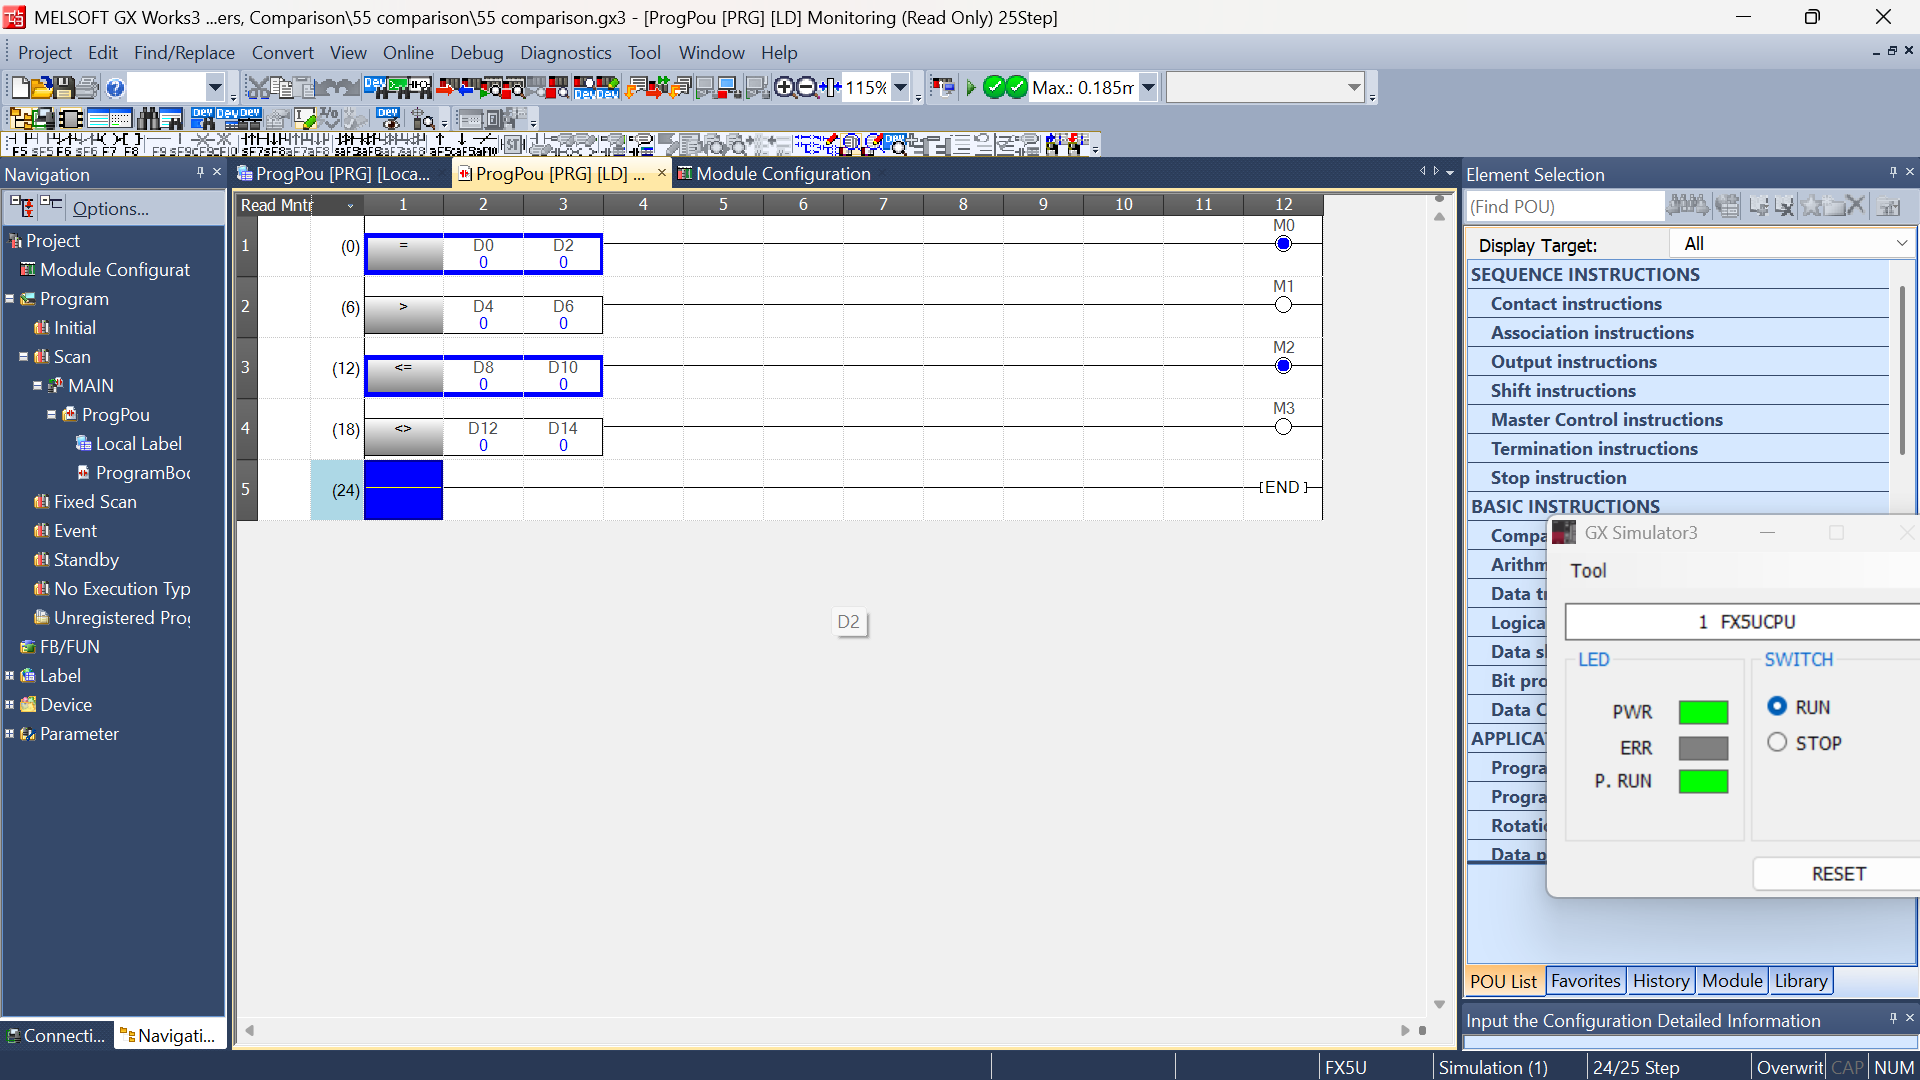 MELSOFT GX Works3 ...ers, Comparison\55 comparison\55 comparison.gx3 - [ProgPou [PRG] [LD] Monitoring (Read Only) 25Step]
Project Edit Find/Replace Convert View Online Debug Diagnostics Tool Window Help
115% Max.: 0.185m
Navigation
Options...
Project
Module Configurat
Program
Initial
Scan
MAIN
ProgPou
Local Label
ProgramBoc
Fixed Scan
Event
Standby
No Execution Typ
Unregistered Prog
FB/FUN
Label
Device
Parameter
Connecti... Navigati...
ProgPou [PRG] [Loca... ProgPou [PRG] [LD] ... Module Configuration
Read Mntr 1 2 3 4 5 6 7 8 9 10 11 12
1 (0) = D0 D2 M0
0 0
2 (6) > D4 D6 M1
0 0
3 (12) <= D8 D10 M2
0 0
4 (18) <> D12 D14 M3
0 0
5 (24) [END]
D2
Element Selection
(Find POU)
Display Target: All
SEQUENCE INSTRUCTIONS
Contact instructions
Association instructions
Output instructions
Shift instructions
Master Control instructions
Termination instructions
Stop instruction
BASIC INSTRUCTIONS
Compa
Arithm
Data t
Logica
Data s
Bit pro
Data C
APPLICA
Progra
Progra
Rotati
Data p
GX Simulator3
Tool
1 FX5UCPU
LED SWITCH
PWR RUN
ERR STOP
P. RUN
RESET
POU List Favorites History Module Library
Input the Configuration Detailed Information
FX5U Simulation (1) 24/25 Step Overwrit CAP NUM